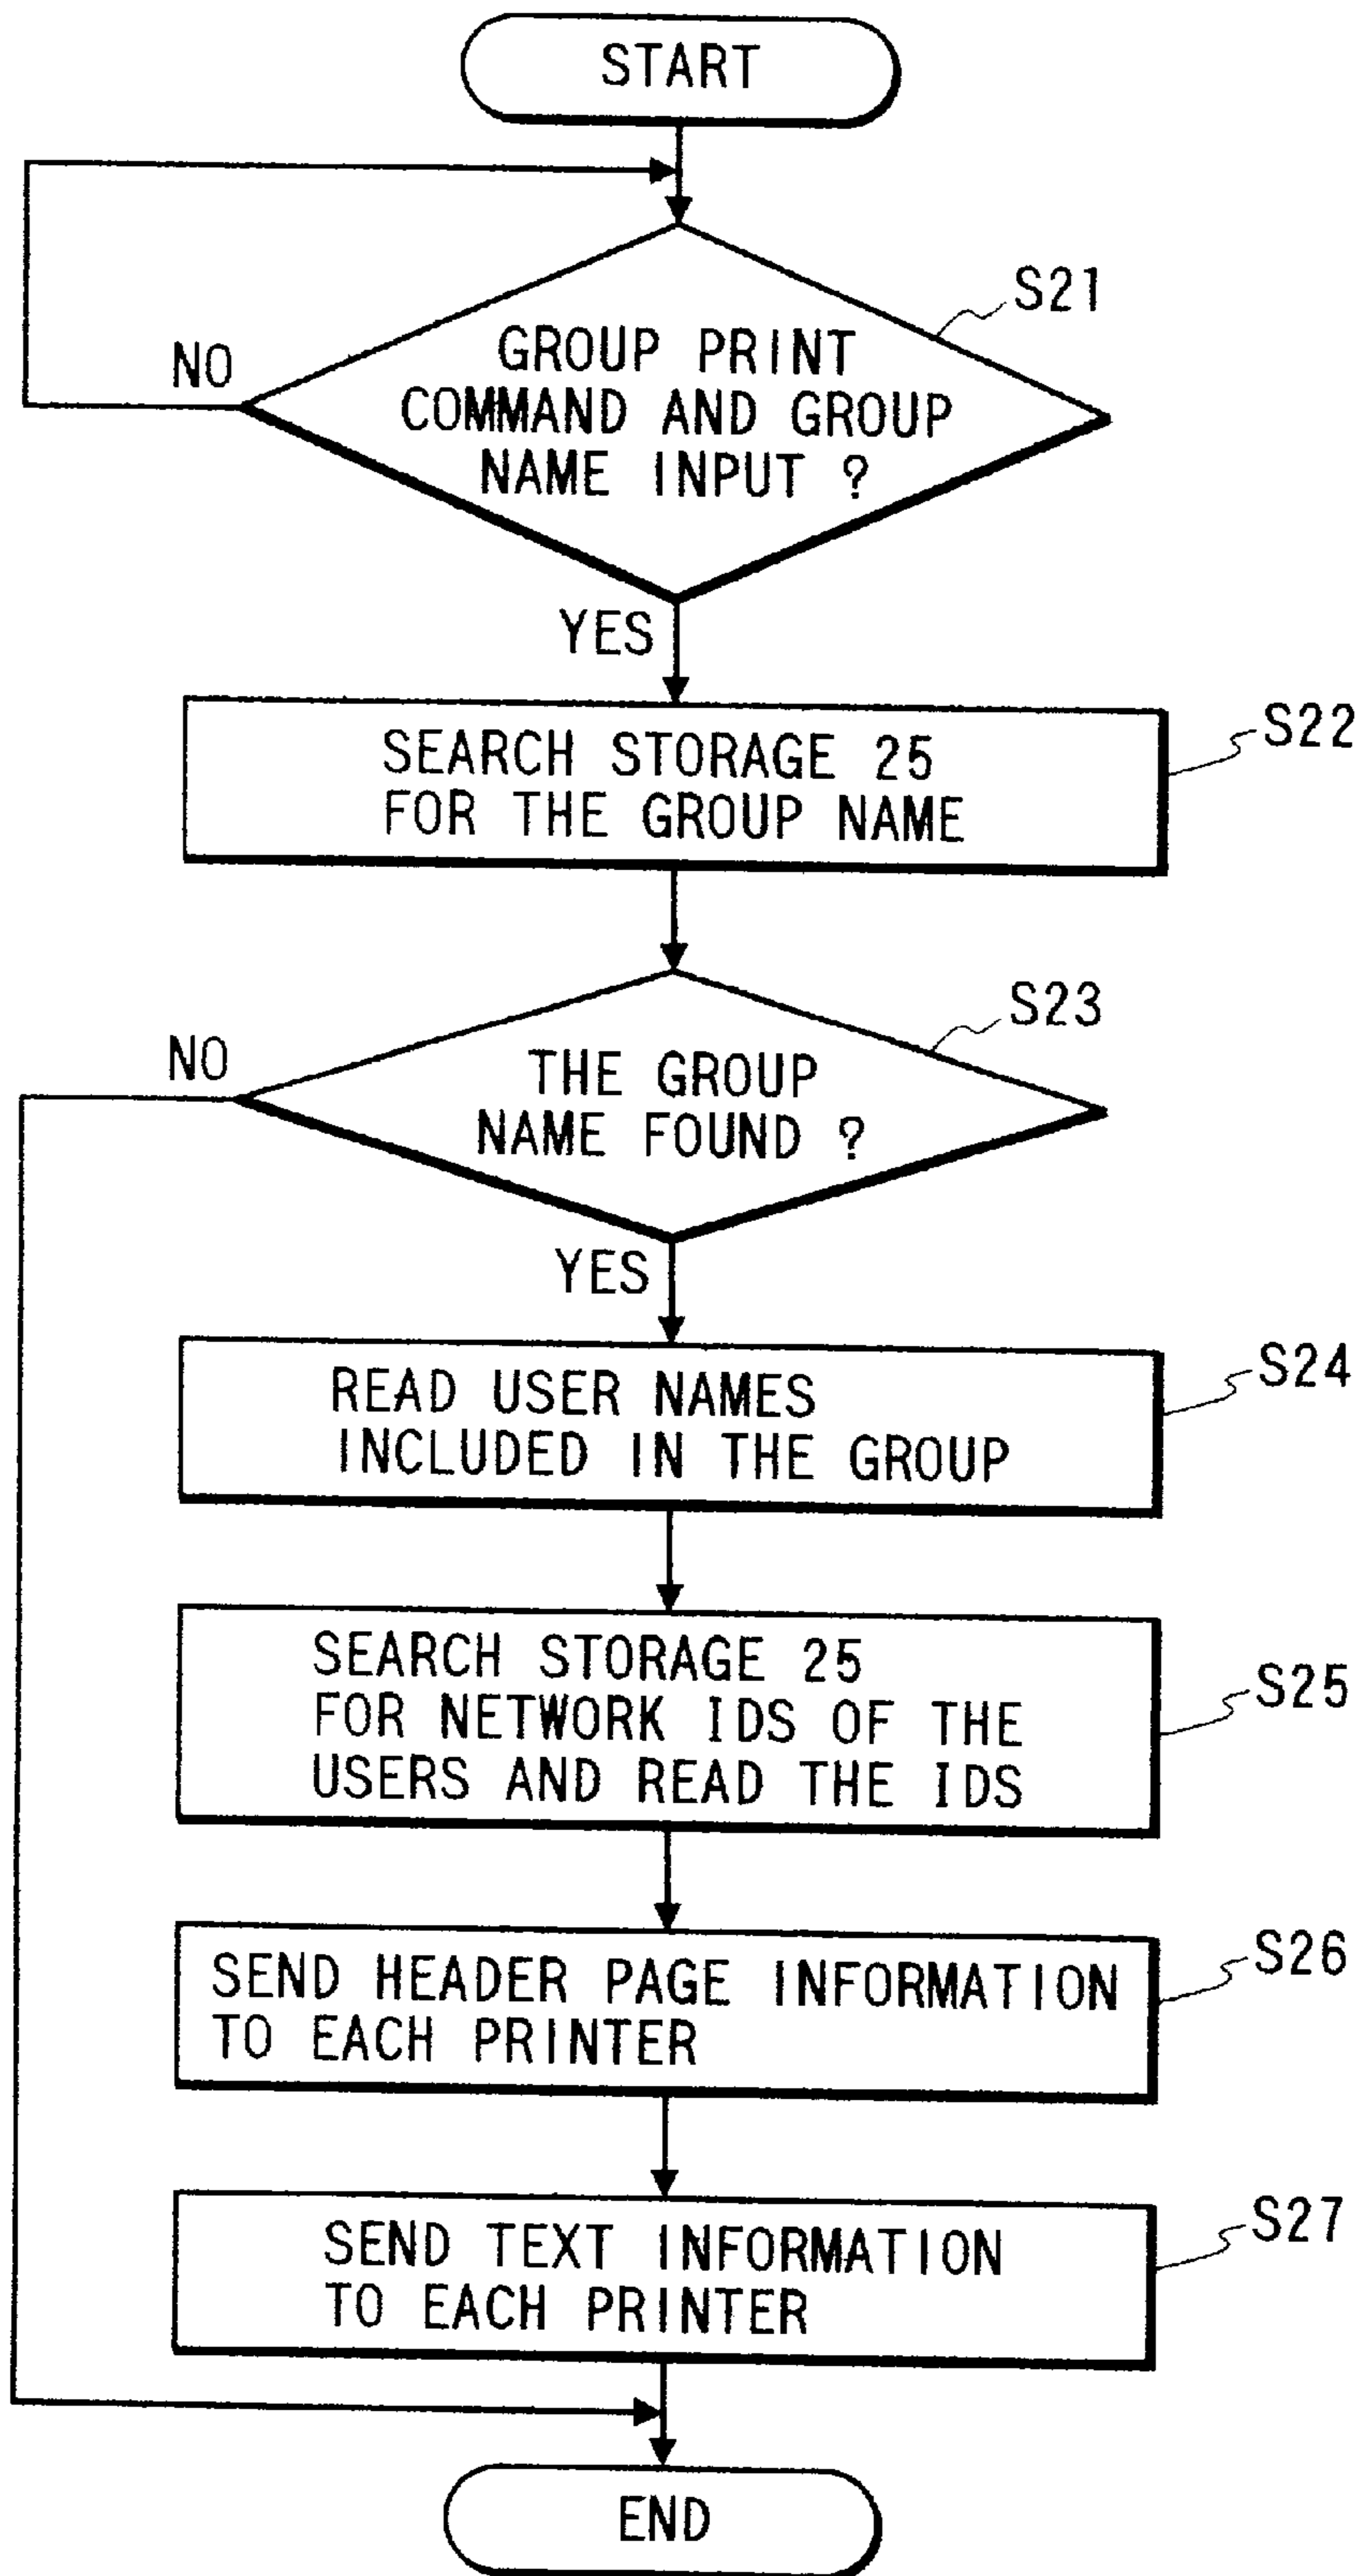 START
S21
GROUP PRINT
NO
COMMAND AND GROUP
NAME INPUT ?
YES
S22
SEARCH STORAGE 25
FOR THE GROUP NAME
S23
NO
THE GROUP
NAME FOUND ?
YES
S24
READ USER NAMES
INCLUDED IN THE GROUP
SEARCH STORAGE 25
S25
FOR NETWORK IDS OF THE
USERS AND READ THE IDS
S26
SEND HEADER PAGE INFORMATION
TO EACH PRINTER
S27
SEND TEXT INFORMATION
TO EACH PRINTER
END